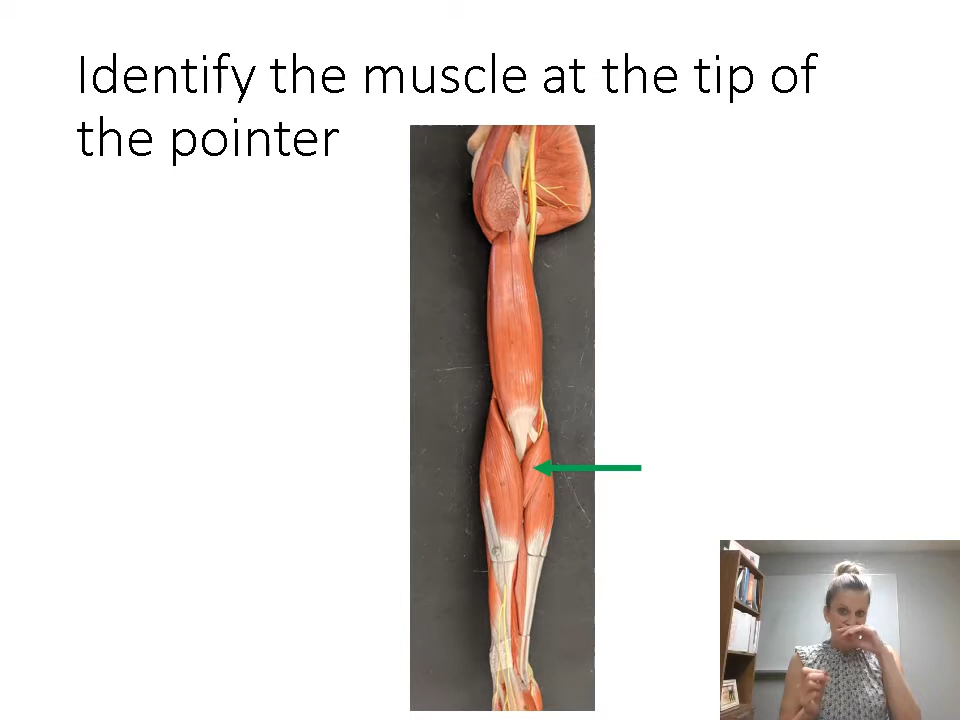 Identify the muscle at the tip of
the pointer